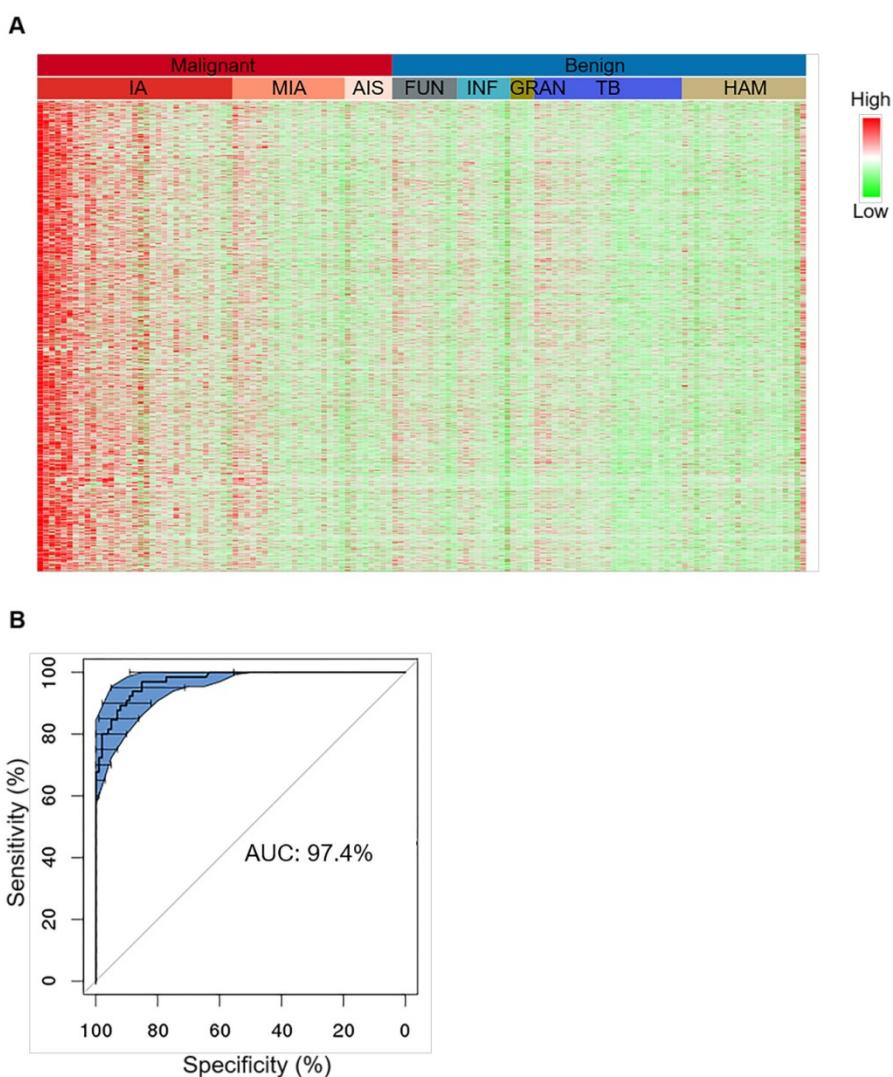 A
Malignant Benign
IA MIA AIS FUN INF GRAN TB HAM
High
Low
B
100
80
60
40
20
0
Sensitivity (%)
AUC: 97.4%
100 80 60 40 20 0
Specificity (%)